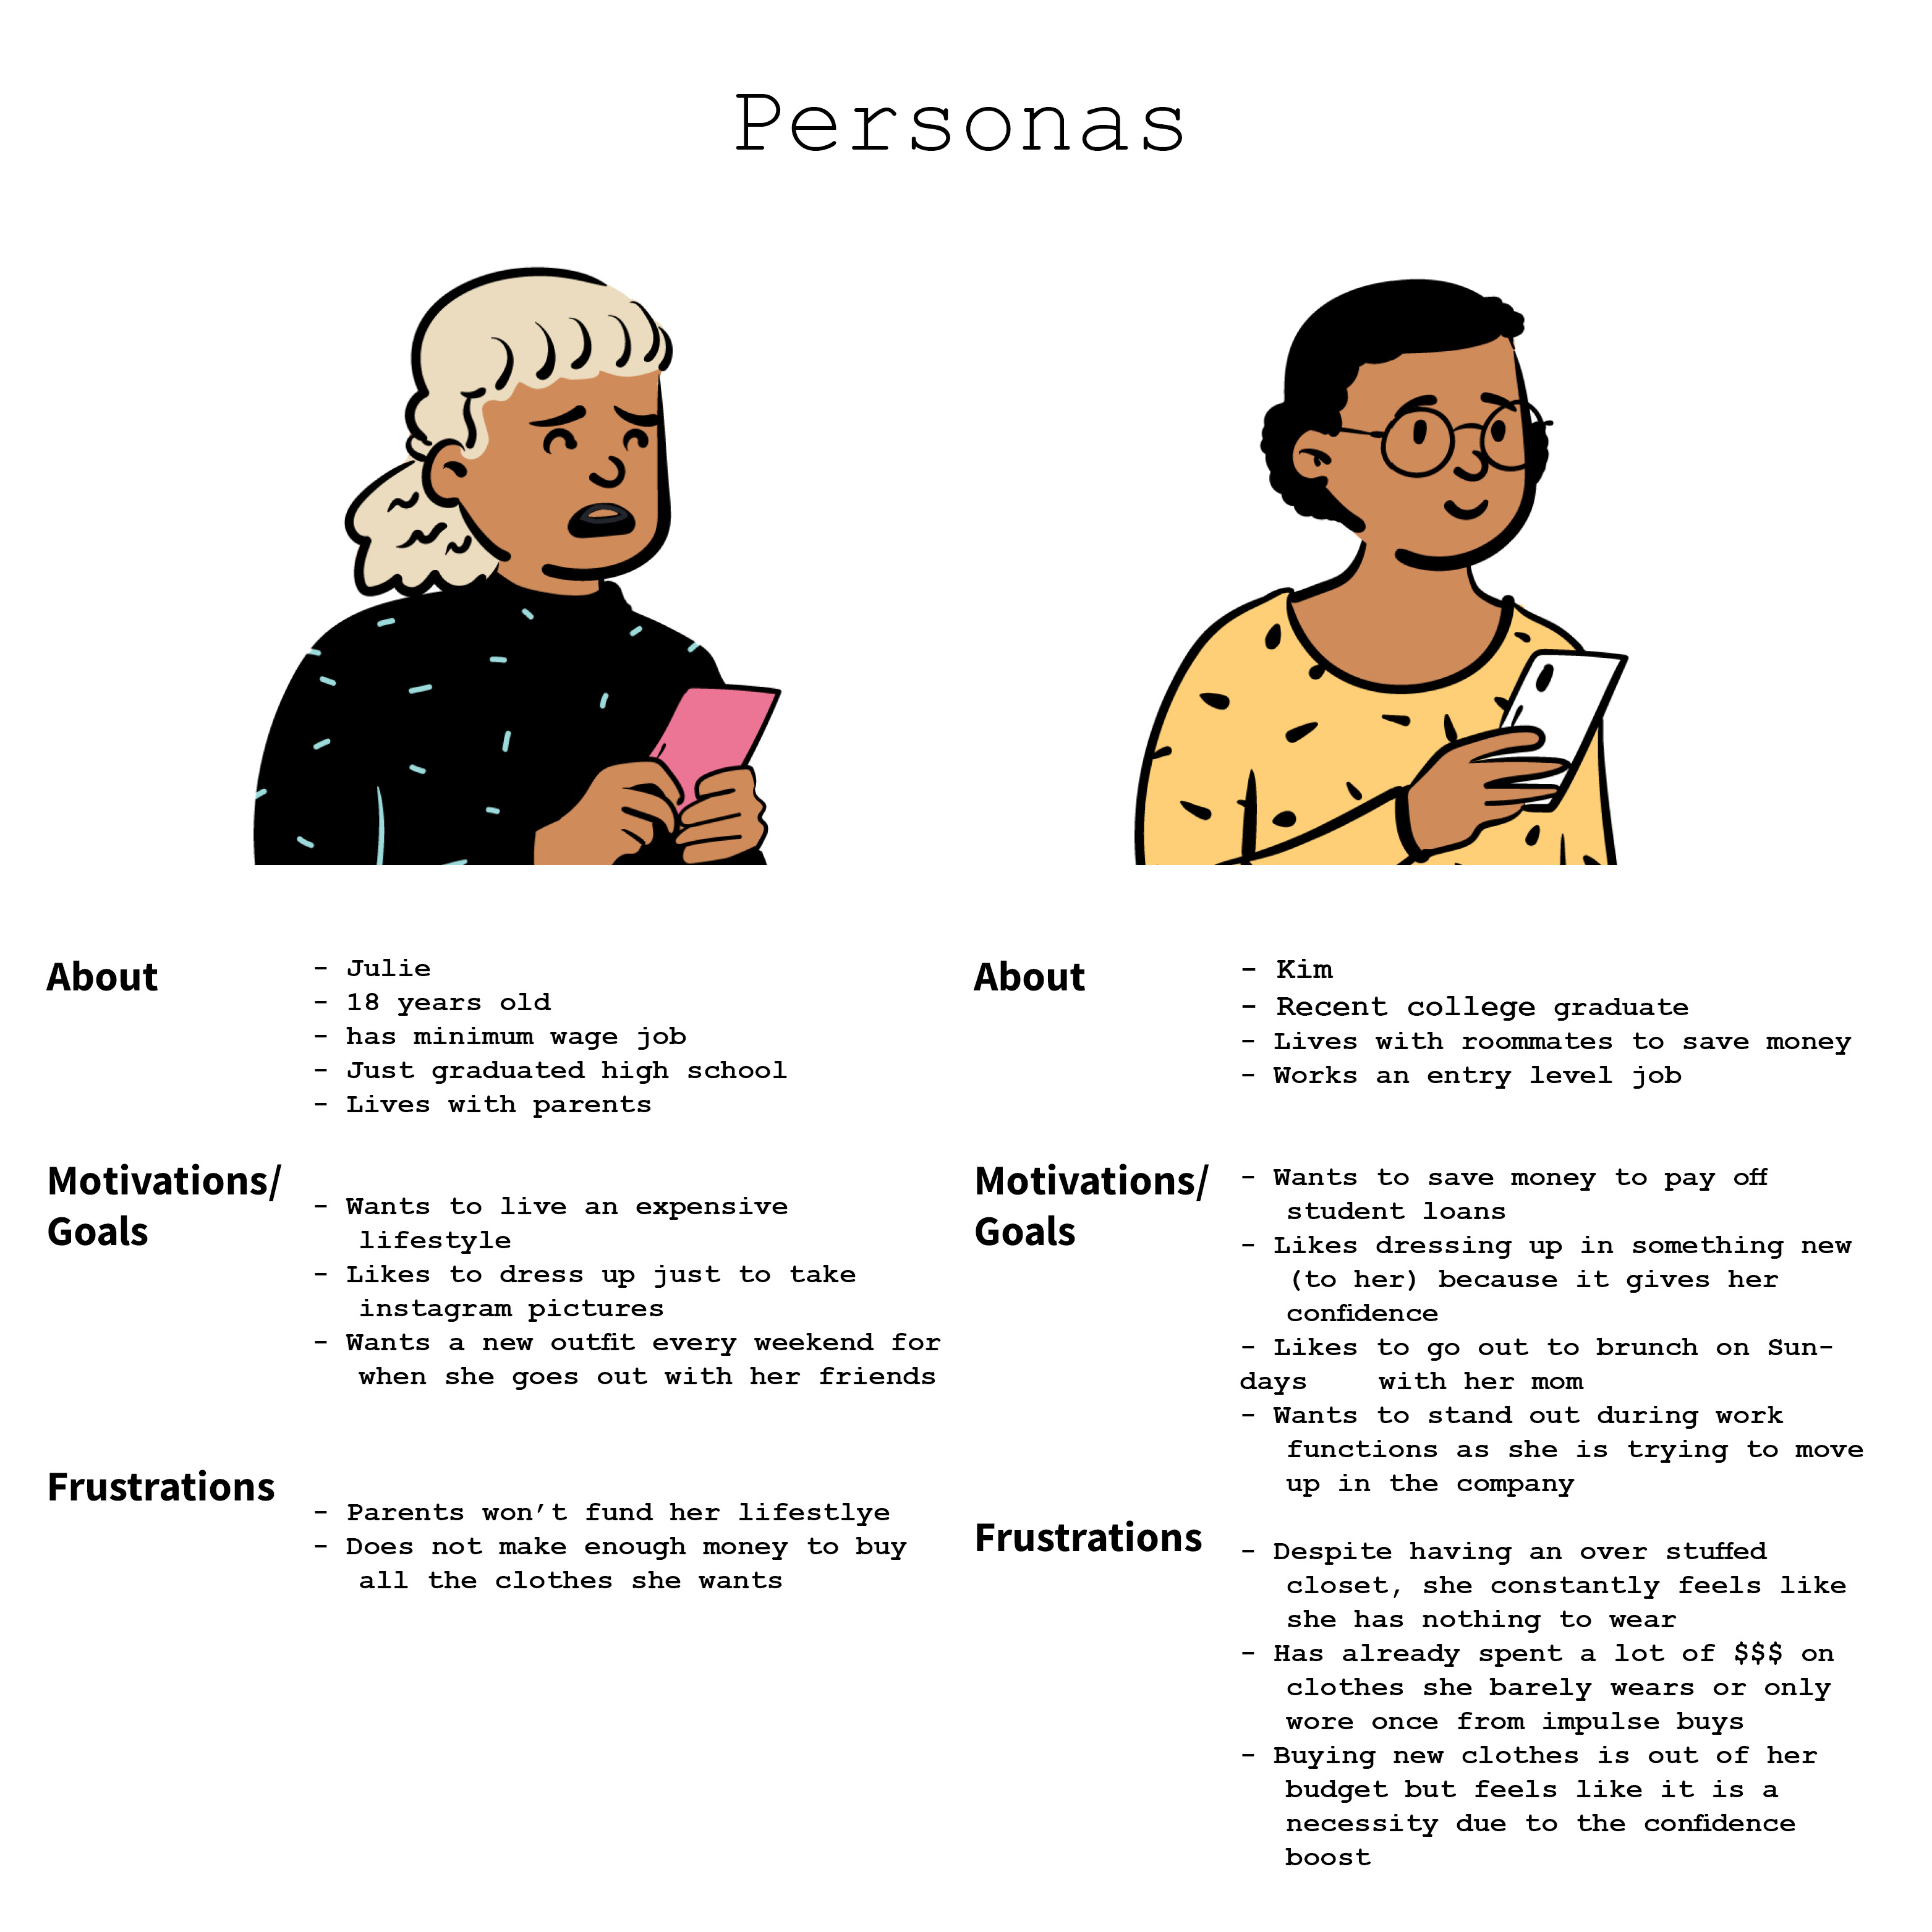 Personas
About
- Julie
- 18 years old
- has minimum wage job
- Just graduated high school
- Lives with parents
Motivations/
Goals
- Wants to live an expensive
lifestyle
- Likes to dress up just to take
instagram pictures
- Wants a new outfit every weekend for
when she goes out with her friends
Frustrations
- Parents won’t fund her lifestlye
- Does not make enough money to buy
all the clothes she wants
About
- Kim
- Recent college graduate
- Lives with roommates to save money
- Works an entry level job
Motivations/
Goals
- Wants to save money to pay off
student loans
- Likes dressing up in something new
(to her) because it gives her
confidence
- Likes to go out to brunch on Sun-
days    with her mom
- Wants to stand out during work
functions as she is trying to move
up in the company
Frustrations
- Despite having an over stuffed
closet, she constantly feels like
she has nothing to wear
- Has already spent a lot of $$$ on
clothes she barely wears or only
wore once from impulse buys
- Buying new clothes is out of her
budget but feels like it is a
necessity due to the confidence
boost